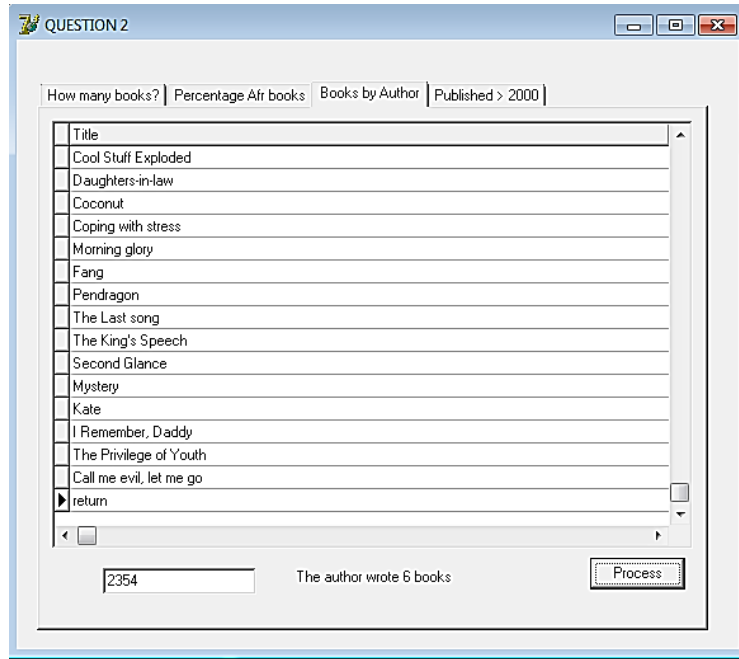 QUESTION 2
How many books? Percentage Afr books Books by Author Published > 2000
Title
Cool Stuff Exploded
Daughters-in-law
Coconut
Coping with stress
Morning glory
Fang
Pendragon
The Last song
The King's Speech
Second Glance
Mystery
Kate
I Remember, Daddy
The Privilege of Youth
Call me evil, let me go
return
2354 The author wrote 6 books Process